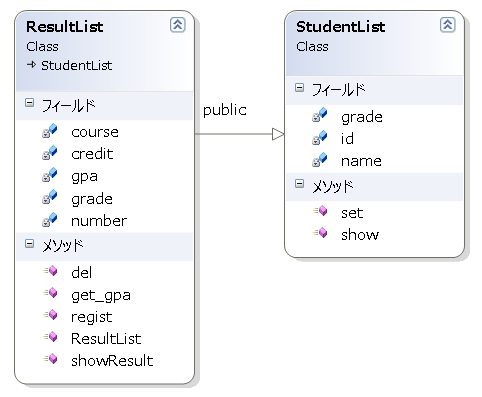 ResultList
Class
StudentList
フィールド
course
credit
gpa
grade
number
メソッド
del
get_gpa
regist
ResultList
showResult
public
StudentList
Class
フィールド
grade
id
name
メソッド
set
show